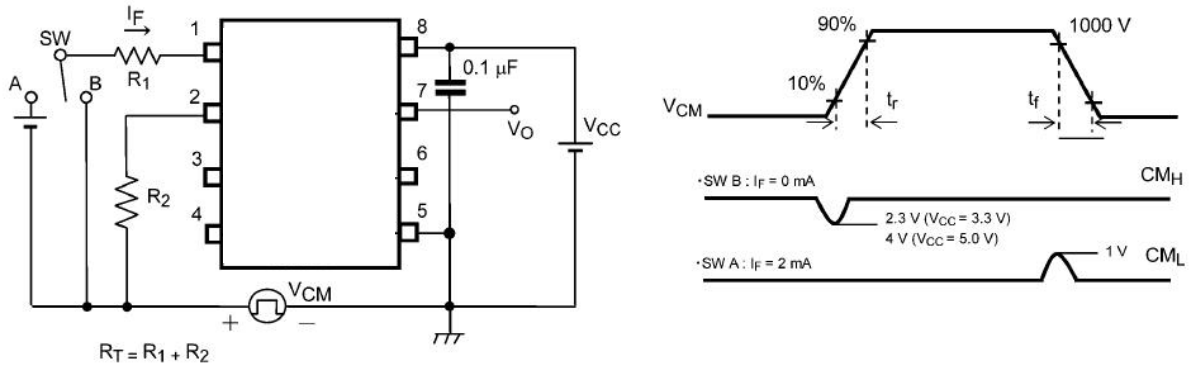 I_F
SW
A
B
R_1
1
2
3
4
8
7
6
5
0.1 μF
V_O
V_CC
R_2
V_CM
+
−
R_T = R_1 + R_2
90%
10%
1000 V
t_r
t_f
V_CM
·SW B : I_F = 0 mA
CM_H
2.3 V (V_CC = 3.3 V)
4 V (V_CC = 5.0 V)
·SW A : I_F = 2 mA
1 V
CM_L